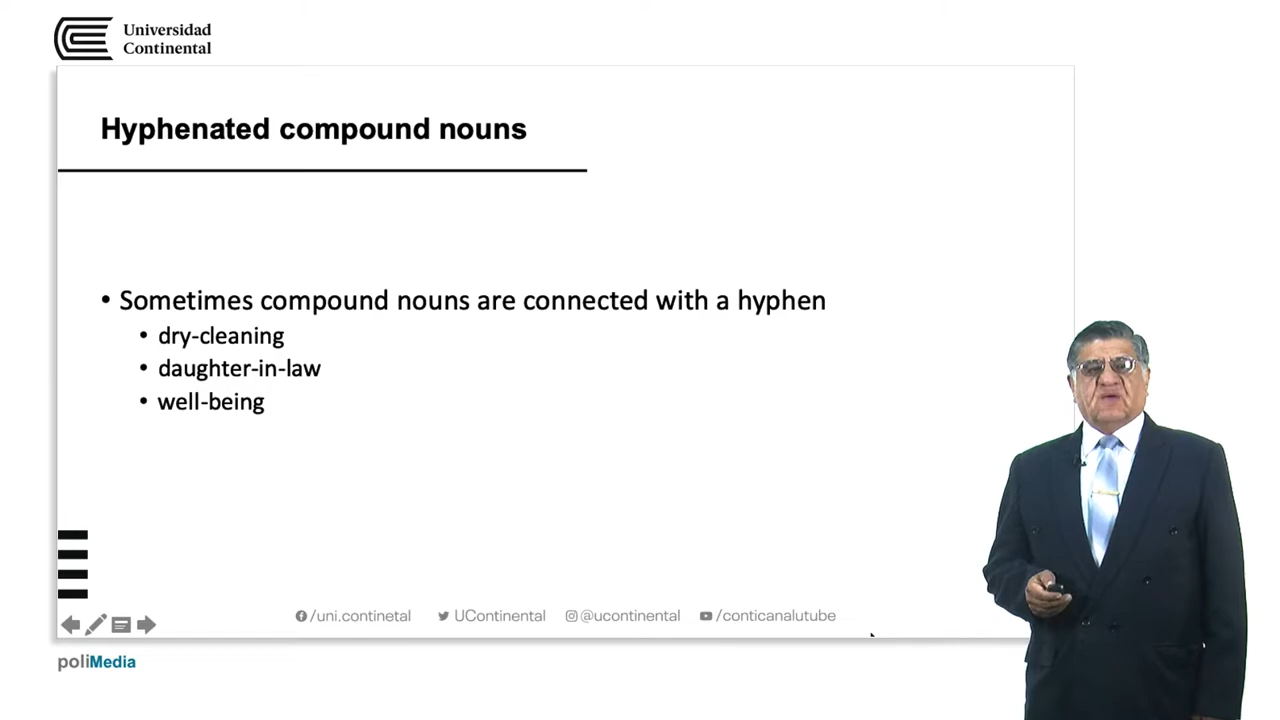 Universidad
Continental
Hyphenated compound nouns
• Sometimes compound nouns are connected with a hyphen
• dry-cleaning
• daughter-in-law
• well-being
/uni.continetal UContinental @ucontinental /conticanalutube
poliMedia